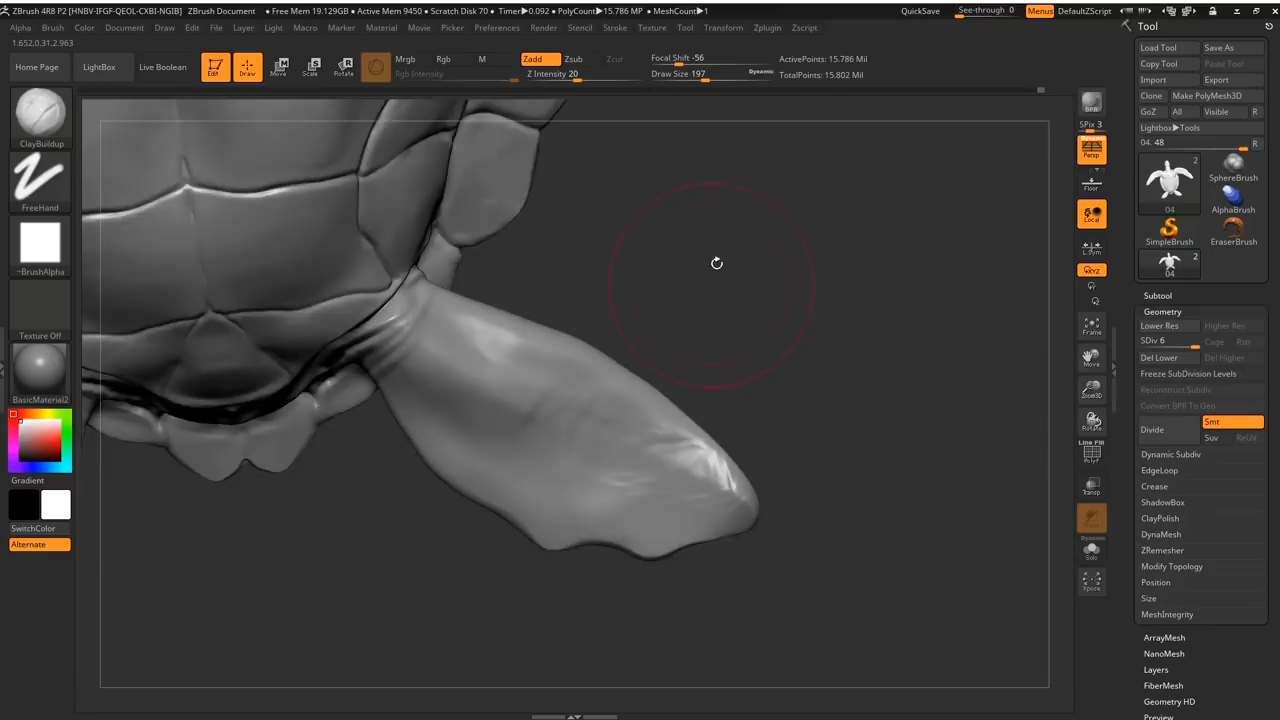 ZBrush 4R8 P2 [HNBV-IFGF-QEOL-CXBI-NGIB] ZBrush Document • Free Mem 19.129GB • Active Mem 9450 • Scratch Disk 70 • Timer▶0.092 • PolyCount▶15.786 MP • MeshCount▶1 QuickSave See-through 0 Menus DefaultZScript
Alpha Brush Color Document Draw Edit File Layer Light Macro Marker Material Movie Picker Preferences Render Stencil Stroke Texture Tool Transform Zplugin Zscript
1.652,0.31,2.963
Home Page LightBox Live Boolean Edit Draw Move Scale Rotate
Mrgb Rgb M
Rgb Intensity
Zadd Zsub Zcut
Z Intensity 20
Focal Shift -56
Draw Size 197 Dynamic
ActivePoints: 15.786 Mil
TotalPoints: 15.802 Mil
ClayBuildup
FreeHand
~BrushAlpha
Texture Off
BasicMaterial2
Gradient
SwitchColor
Alternate
BPR
SPix 3
Dynamic
Persp
Floor
Local
L.Sym
XYZ
Frame
Move
Zoom3D
Rotate
Line Fill
PolyF
Transp
Dynamic
Solo
Xpose
Tool
Load Tool Save As
Copy Tool Paste Tool
Import Export
Clone Make PolyMesh3D
GoZ All Visible R
Lightbox▶Tools
04. 48 R
2
04
SphereBrush
AlphaBrush
SimpleBrush
EraserBrush
2
04
Subtool
Geometry
Lower Res Higher Res
SDiv 6 Cage Rstr
Del Lower Del Higher
Freeze SubDivision Levels
Reconstruct Subdiv
Convert BPR To Geo
Divide Smt
Suv ReUV
Dynamic Subdiv
EdgeLoop
Crease
ShadowBox
ClayPolish
DynaMesh
ZRemesher
Modify Topology
Position
Size
MeshIntegrity
ArrayMesh
NanoMesh
Layers
FiberMesh
Geometry HD
Preview